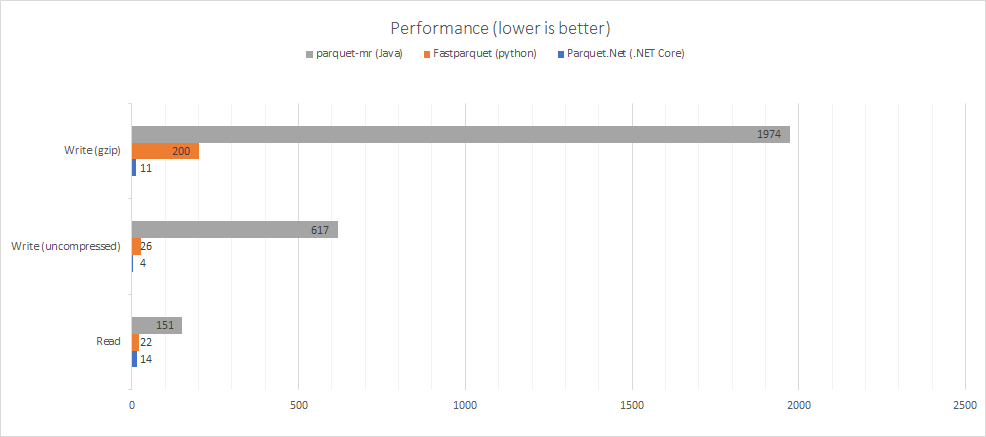 Performance (lower is better)
parquet-mr (Java) Fastparquet (python) Parquet.Net (.NET Core)
Write (gzip)
1974
200
11
Write (uncompressed)
617
26
4
Read
151
22
14
0 500 1000 1500 2000 2500